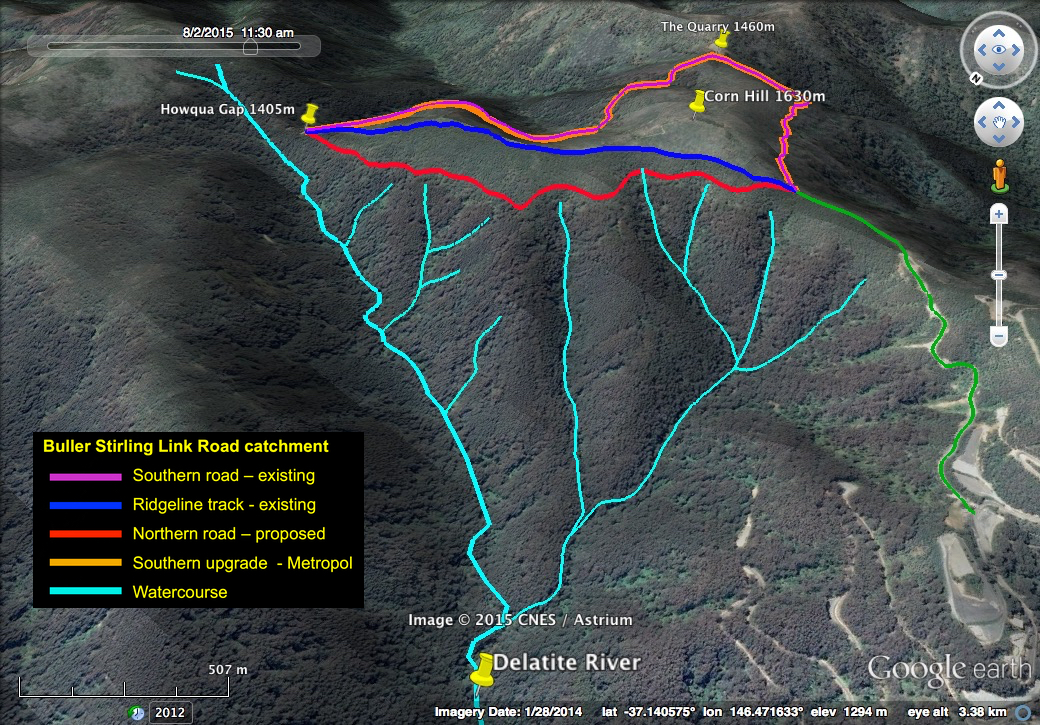 8/2/2015 11:30 am
The Quarry 1460m
Howqua Gap 1405m
Corn Hill 1630m
N
Buller Stirling Link Road catchment
Southern road – existing
Ridgeline track - existing
Northern road – proposed
Southern upgrade - Metropol
Watercourse
Image © 2015 CNES / Astrium
Delatite River
Google earth
507 m
2012
Imagery Date: 1/28/2014 lat -37.140575° lon 146.471633° elev 1294 m eye alt 3.38 km